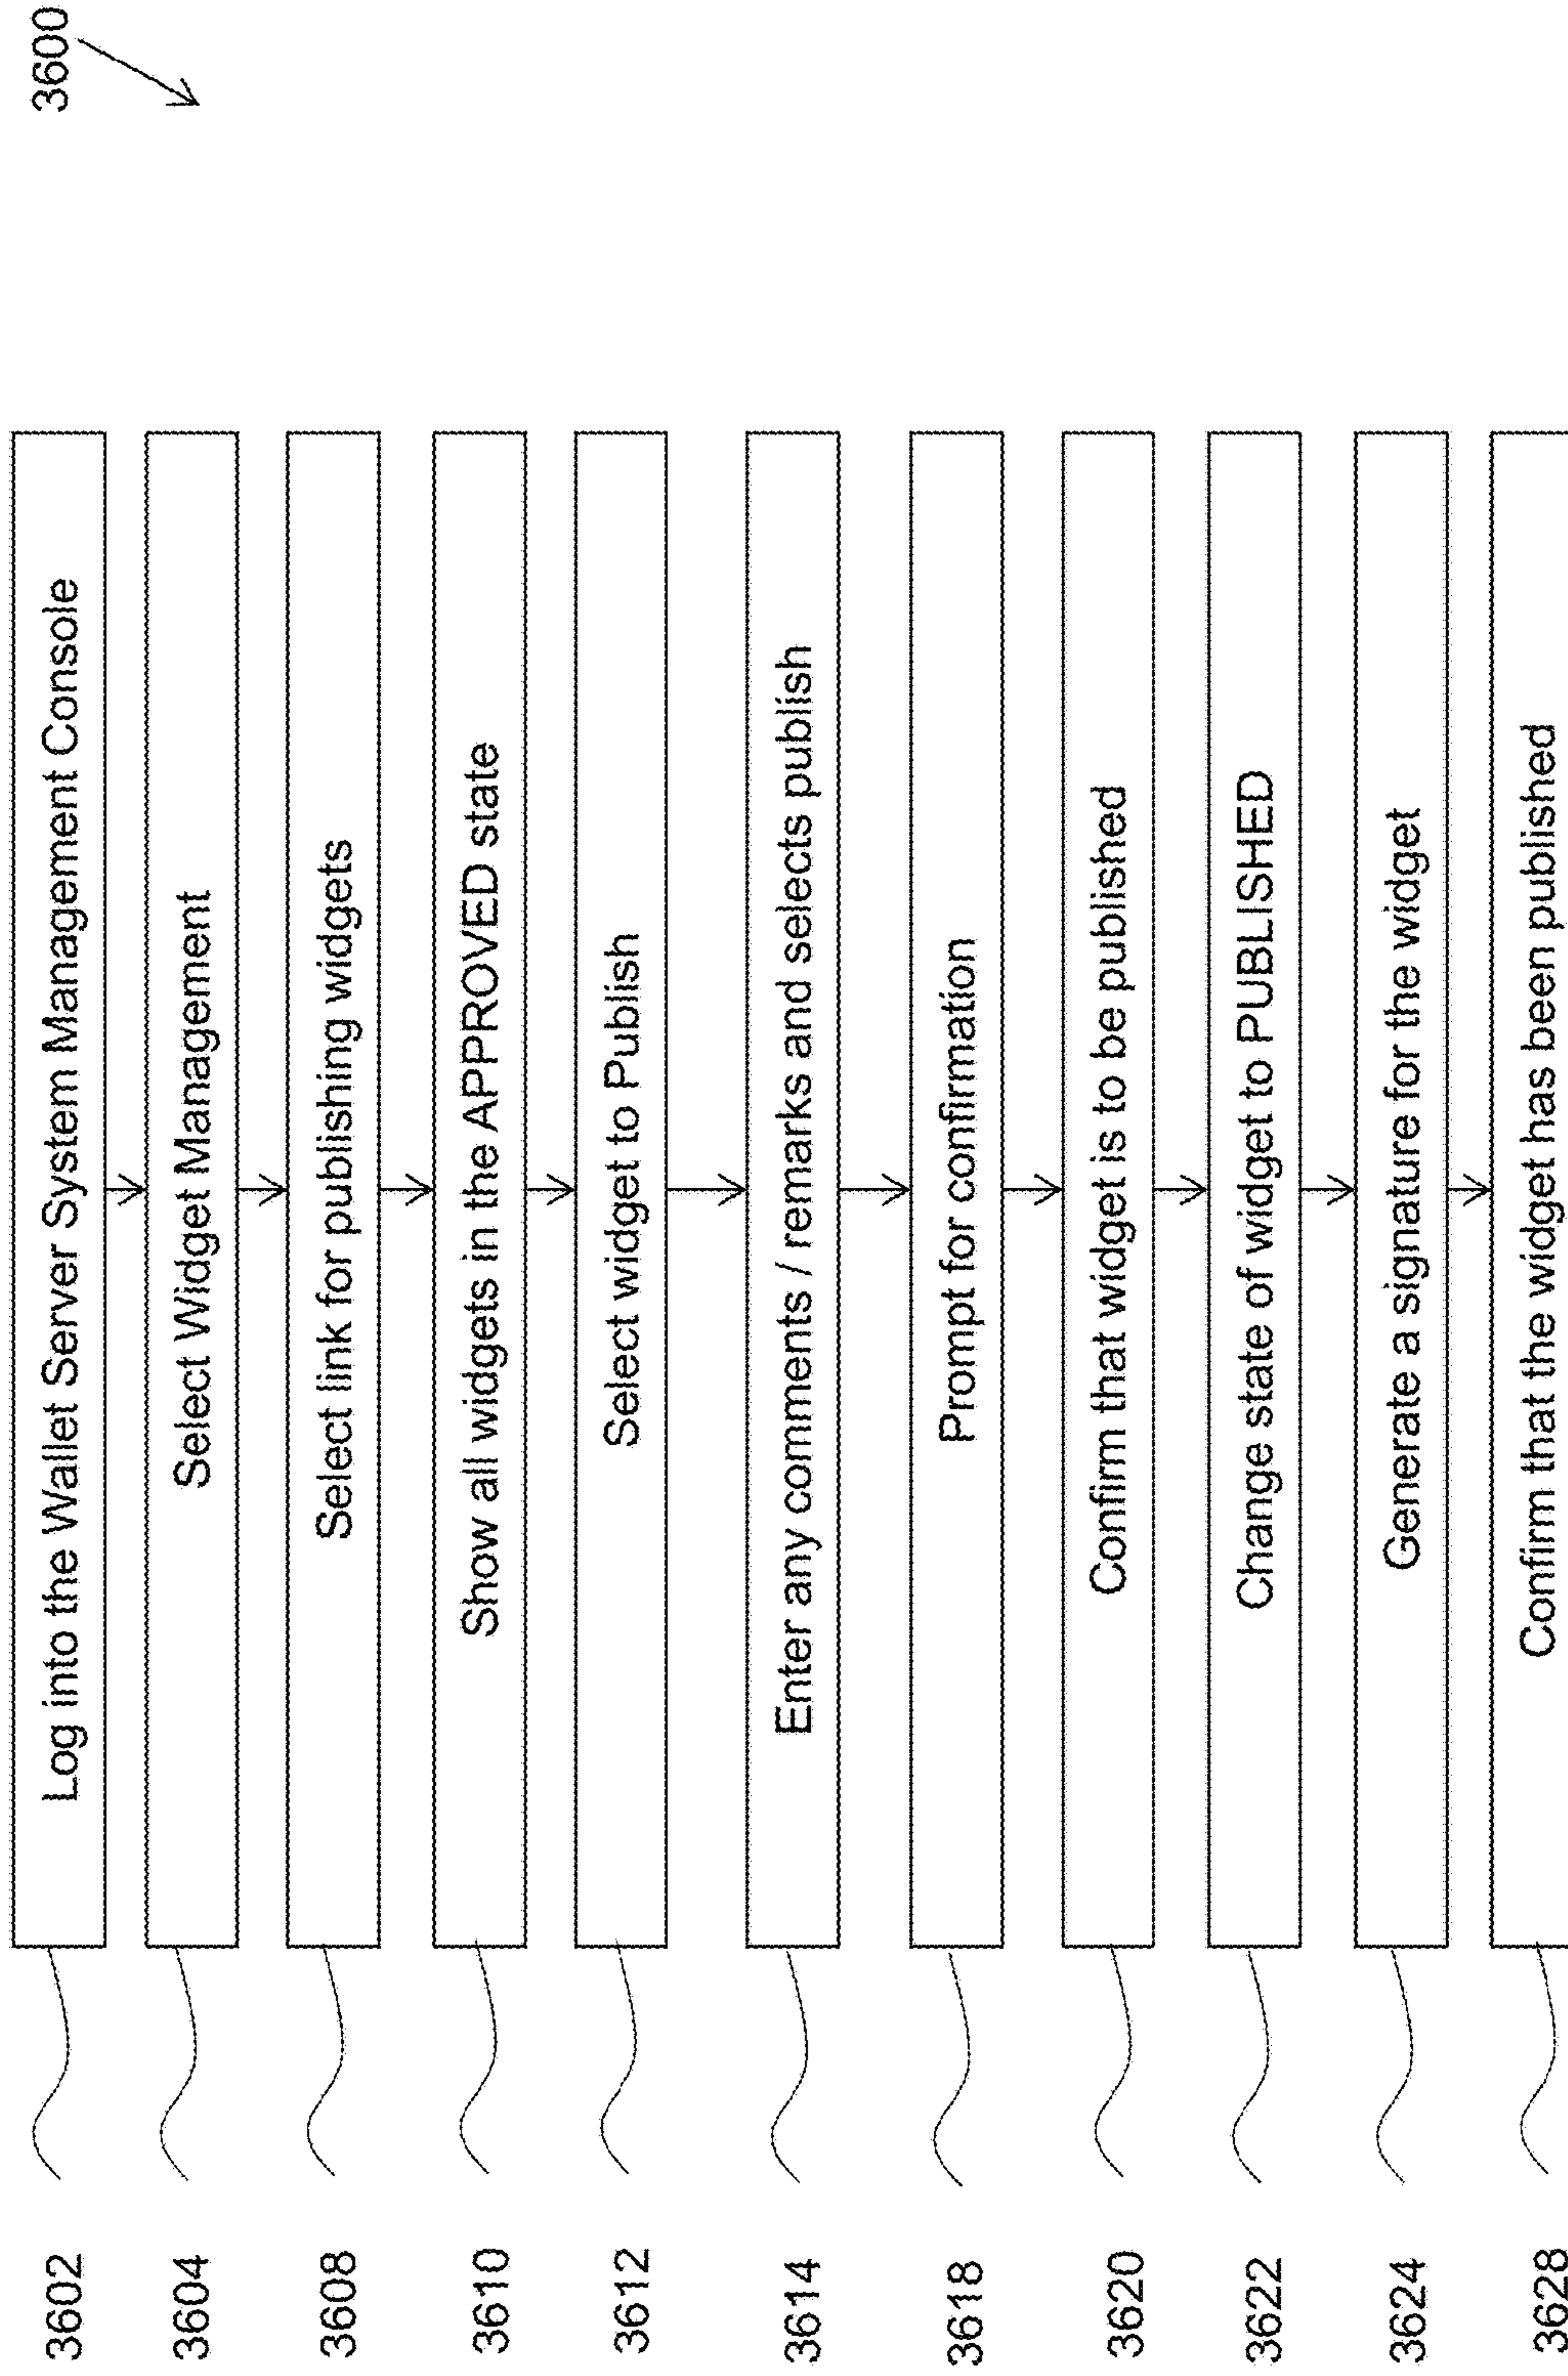 3600
3602
Log into the Wallet Server System Management Console
3604
Select Widget Management
3608
Select link for publishing widgets
3610
Show all widgets in the APPROVED state
3612
Select widget to Publish
3614
Enter any comments / remarks and selects publish
3618
Prompt for confirmation
3620
Confirm that widget is to be published
3622
Change state of widget to PUBLISHED
3624
Generate a signature for the widget
3628
Confirm that the widget has been published